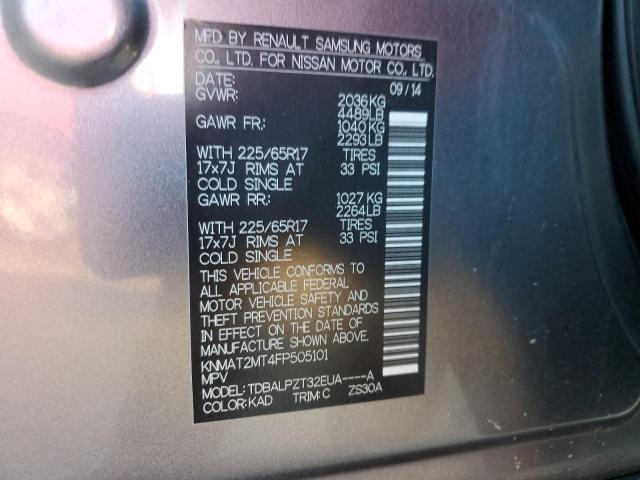 MFD BY RENAULT SAMSUNG MOTORS
CO., LTD. FOR NISSAN MOTOR CO., LTD.
DATE: 09/14
GVWR: 2036KG
4489LB
GAWR FR: 1040KG
2293LB
WITH 225/65R17 TIRES
17x7J RIMS AT 33 PSI
COLD SINGLE
GAWR RR: 1027KG
2264LB
WITH 225/65R17 TIRES
17x7J RIMS AT 33 PSI
COLD SINGLE
THIS VEHICLE CONFORMS TO
ALL APPLICABLE FEDERAL
MOTOR VEHICLE SAFETY AND
THEFT PREVENTION STANDARDS
IN EFFECT ON THE DATE OF
MANUFACTURE SHOWN ABOVE.
KNMAT2MT4FP505101
MPV
MODEL: TDBALPZT32EUA----A
COLOR: KAD TRIM: C ZS30A